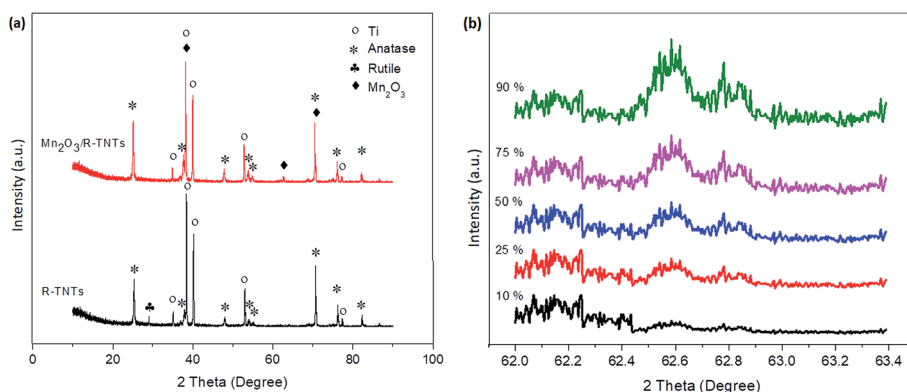 (a)
Intensity (a.u.)
○ Ti
* Anatase
♣ Rutile
◆ Mn2O3
Mn2O3/R-TNTs
R-TNTs
0 20 40 60 80 100
2 Theta (Degree)
(b)
Intensity (a.u.)
90 %
75 %
50 %
25 %
10 %
62.0 62.2 62.4 62.6 62.8 63.0 63.2 63.4
2 Theta (Degree)